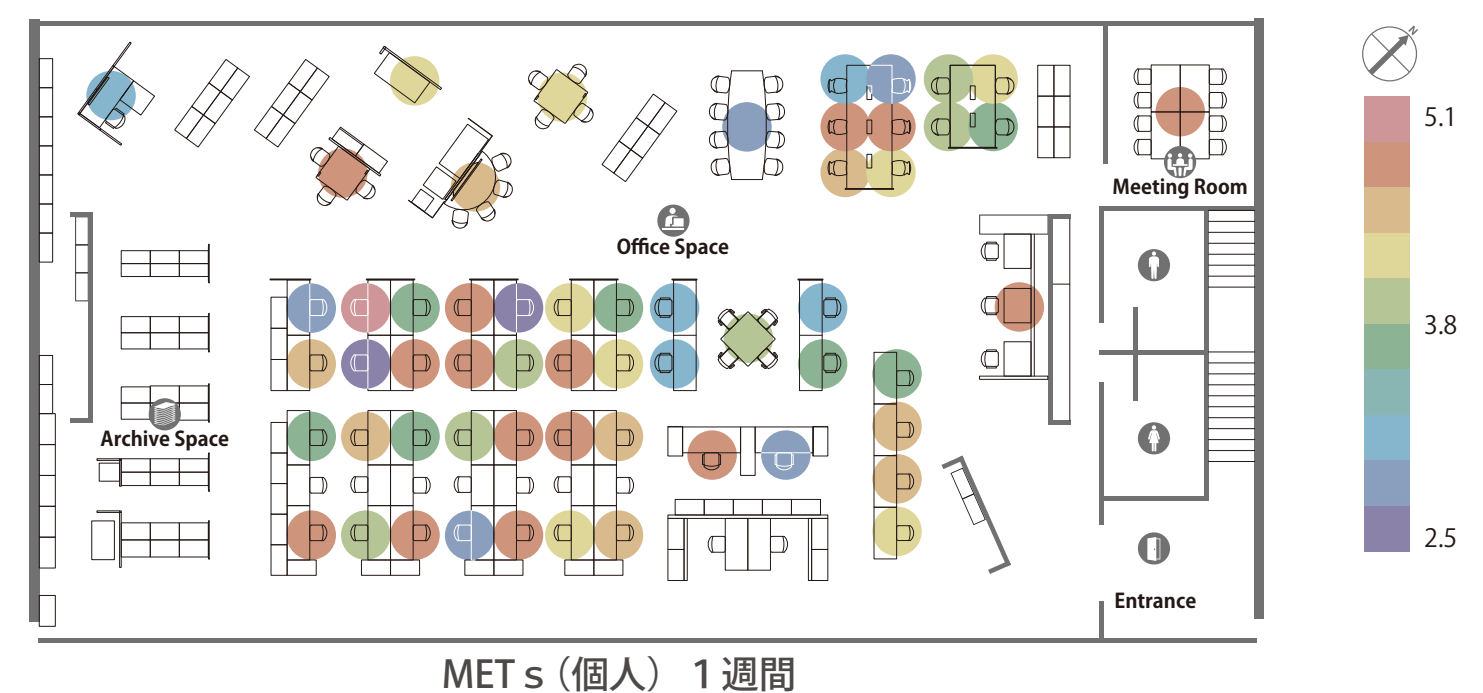 N
5.1
3.8
2.5
Meeting Room
Office Space
Archive Space
Entrance
MET s（個人） 1 週間